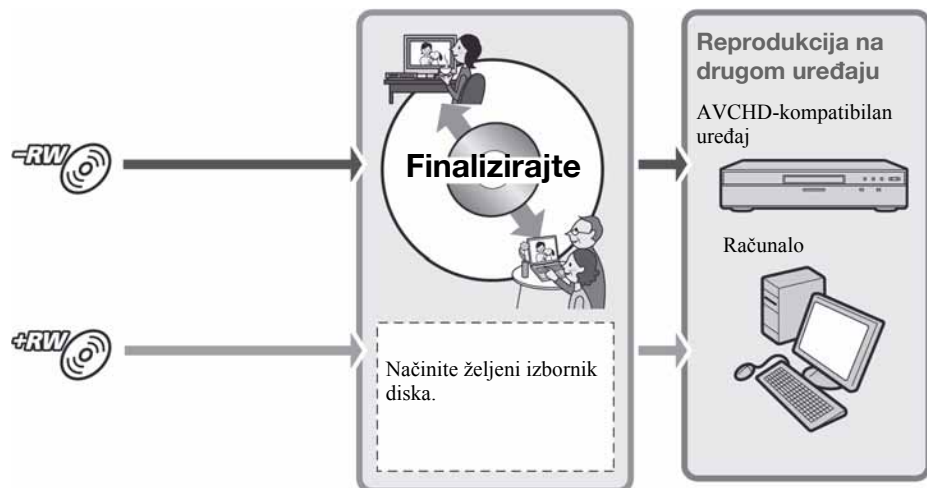 -RW
Finalizirajte
+RW
Načinite željeni izbornik
diska.
Reprodukcija na
drugom uređaju
AVCHD-kompatibilan
uređaj
Računalo